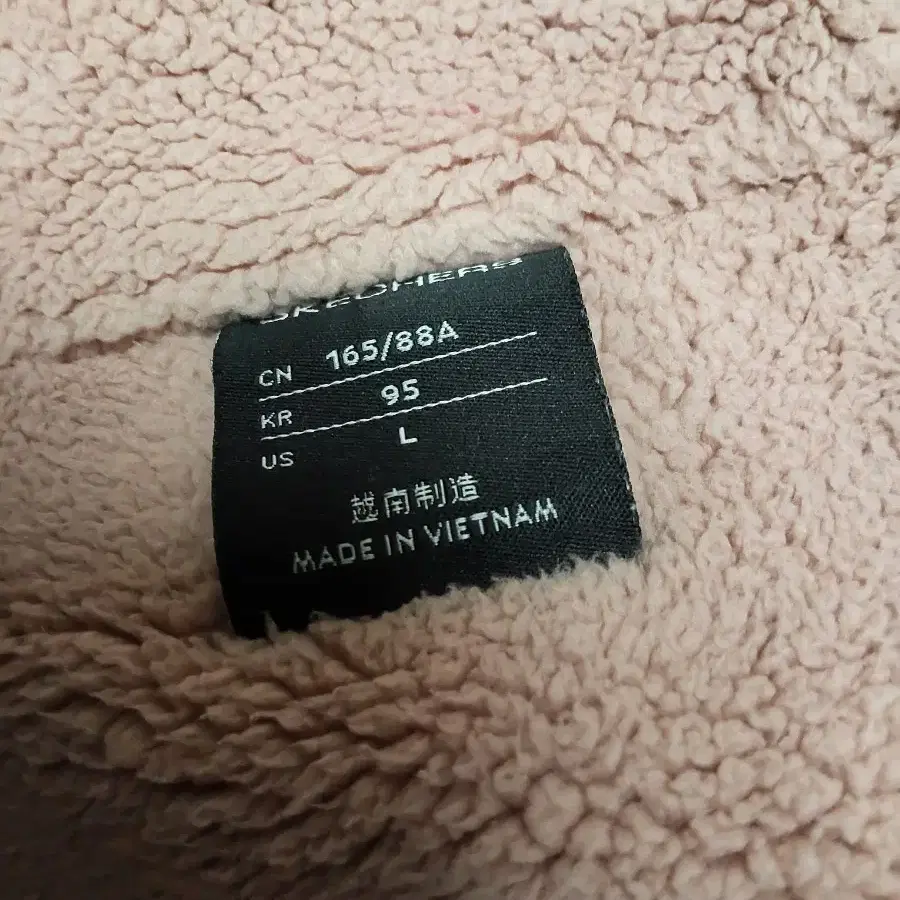 SKECHERS
CN 165/88A
KR 95
US L
越南制造
MADE IN VIETNAM